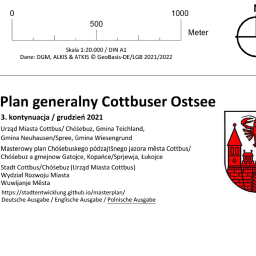 0
500
1000
Meter
Skala 1:20.000 / DIN A1
Date: DGM, ALKIS & ATKIS © GeoBasis-DE/LGB 2021/2022
Plan generalny Cottbuser Ostsee
3. kontynuacja / grudzień 2021
Urząd Miasta Cottbus/ Chóśebuz, Gmina Teichland,
Gmina Neuhausen/Spree, Gmina Wiesengrund
Masterowy plan Chóśebuskego pódzajtšnego jazora města Cottbus/
Chóśebuz a gmejnow Gatojce, Kopańce/Sprjewja, Łukojce
Stadt Cottbus/Chóśebuz (Urząd Miasta Cottbus)
Wydział Rozwoju Miasta
Wuwijanje Města
https://stadtentwicklung.github.io/masterplan/
Deutsche Ausgabe / Englische Ausgabe / Polnische Ausgabe